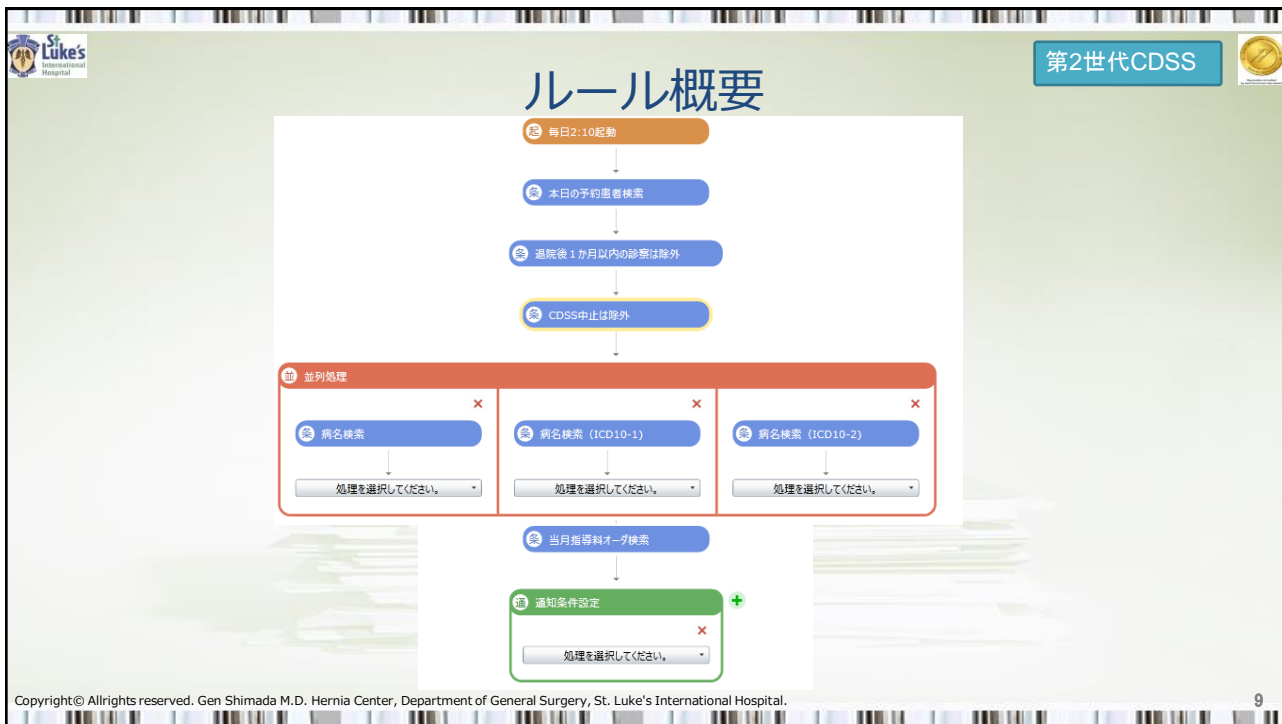 St
Luke's
International
Hospital
第2世代CDSS
ルール概要
起 毎日2:10起動
条 本日の予約患者検索
条 退院後１か月以内の診察は除外
条 CDSS中止は除外
並 並列処理
条 病名検索
条 病名検索（ICD10-1）
条 病名検索（ICD10-2）
処理を選択してください。
処理を選択してください。
処理を選択してください。
条 当月指導料オーダ検索
通 通知条件設定
処理を選択してください。
Copyright© Allrights reserved. Gen Shimada M.D. Hernia Center, Department of General Surgery, St. Luke's International Hospital.
9